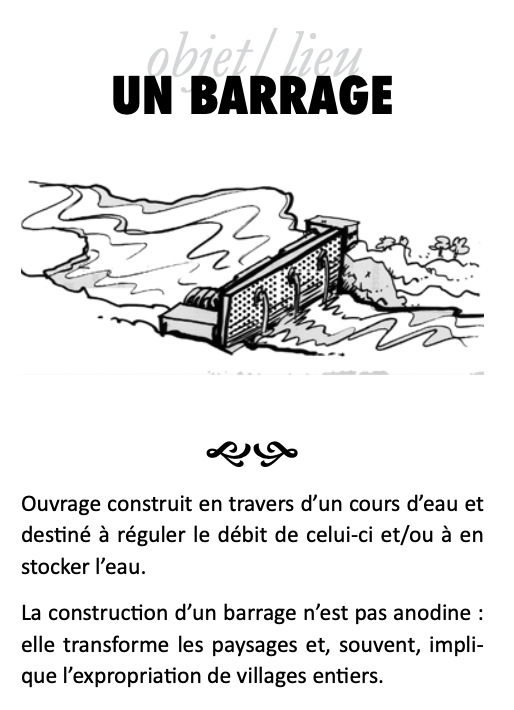 objet/ lieu
UN BARRAGE
Ouvrage construit en travers d’un cours d’eau et
destiné à réguler le débit de celui-ci et/ou à en
stocker l’eau.
La construction d’un barrage n’est pas anodine :
elle transforme les paysages et, souvent, impli-
que l’expropriation de villages entiers.